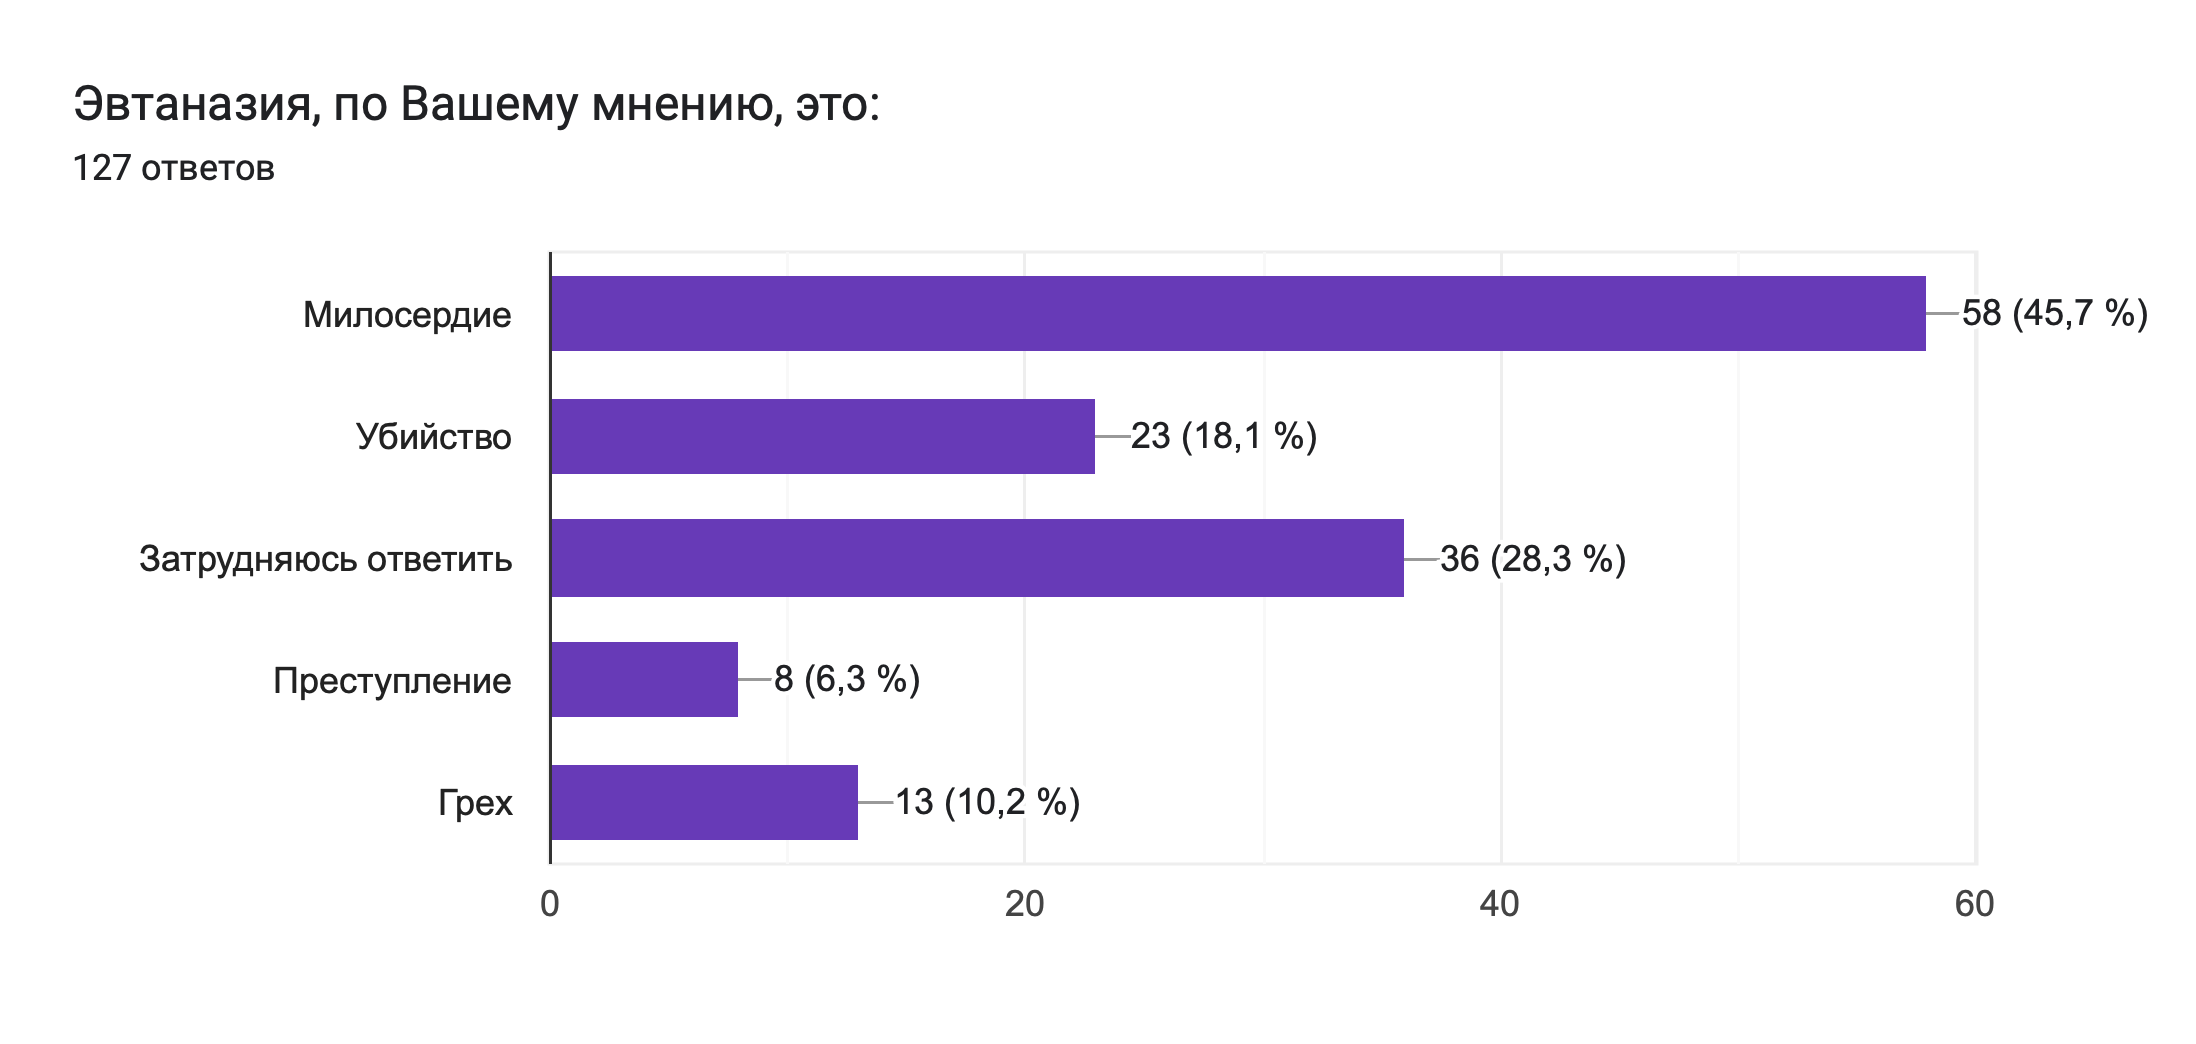 Эвтаназия, по Вашему мнению, это:
127 ответов
Милосердие
58 (45,7 %)
Убийство
23 (18,1 %)
Затрудняюсь ответить
36 (28,3 %)
Преступление
8 (6,3 %)
Грех
13 (10,2 %)
0 20 40 60